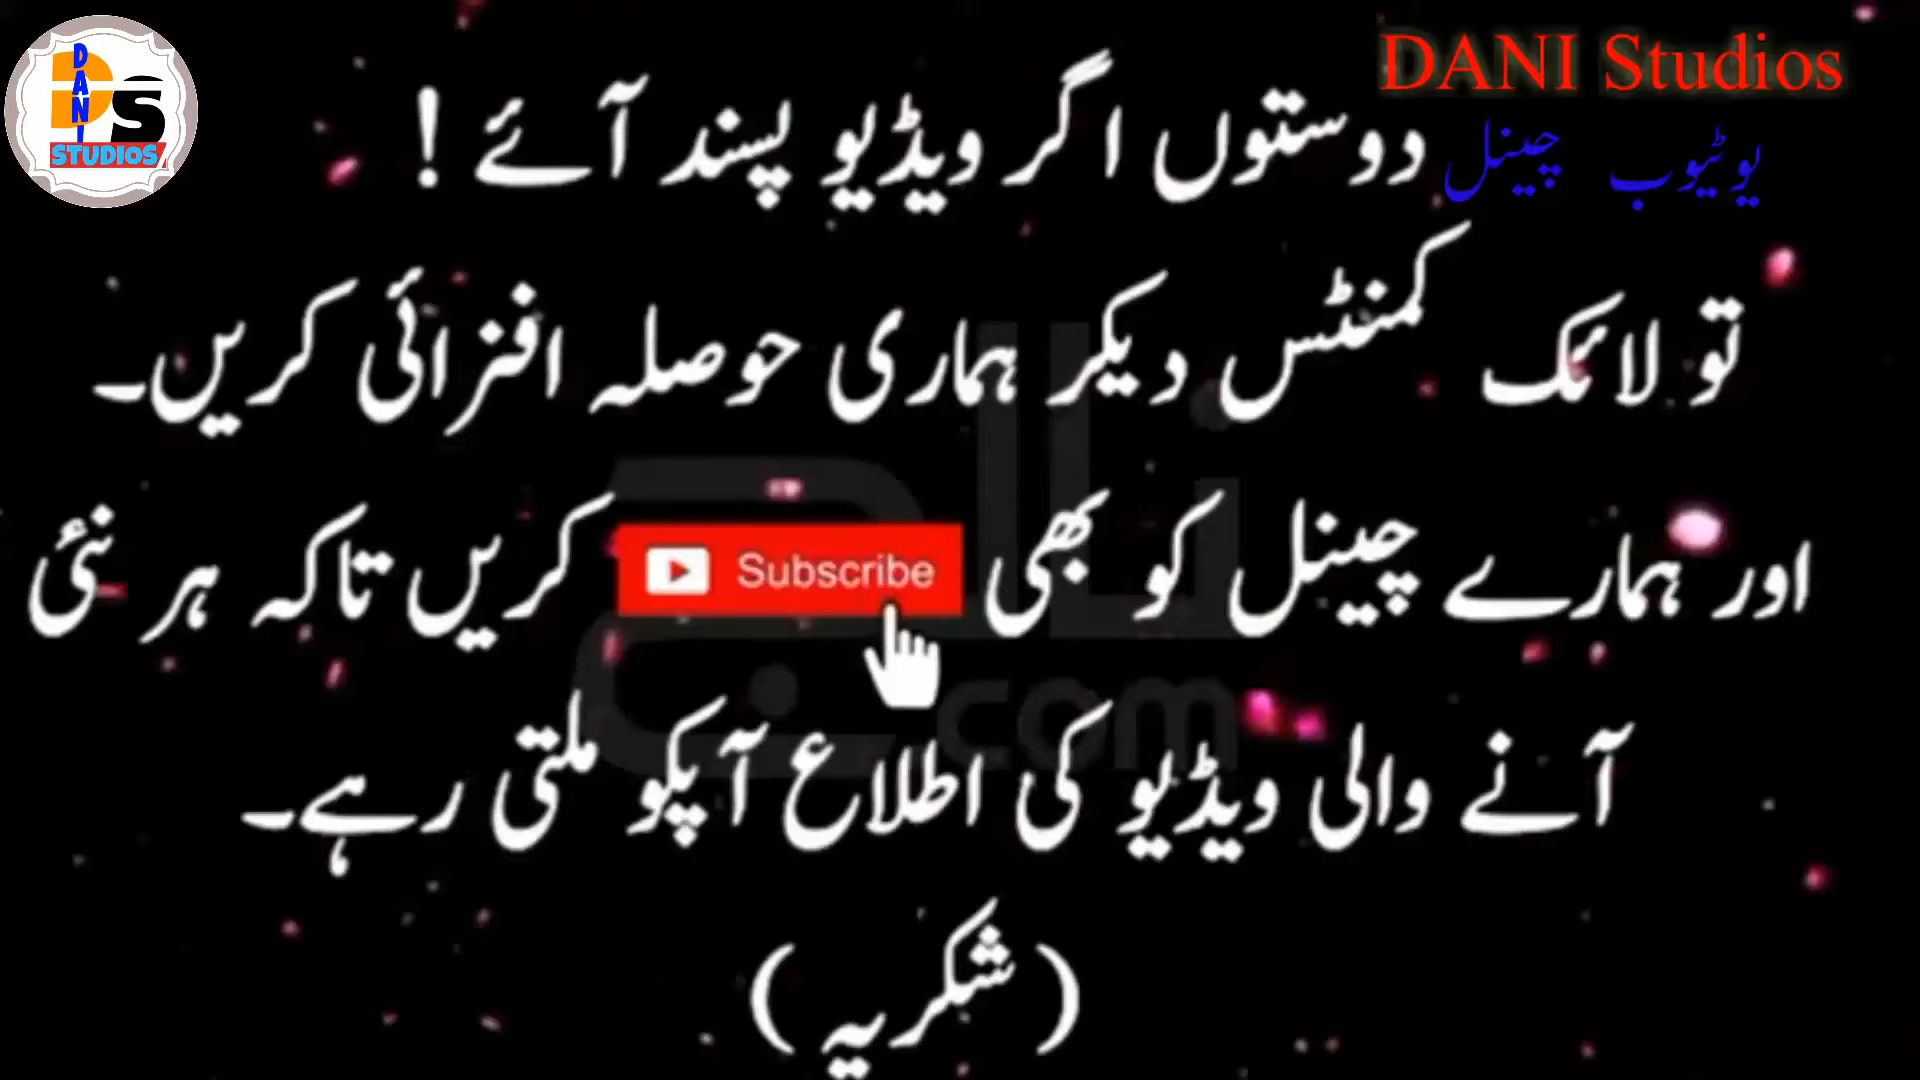 DANI
DS
STUDIOS
DANI Studios
یوٹیوب چینل
دوستوں اگر ویڈیو پسند آئے !
تو لائک کمنٹس دیکر ہماری حوصلہ افزائی کریں۔
اور ہمارے چینل کو بھی Subscribe کریں تاکہ ہر نئی
آنے والی ویڈیو کی اطلاع آپکو ملتی رہے۔
(شکریہ)
.com